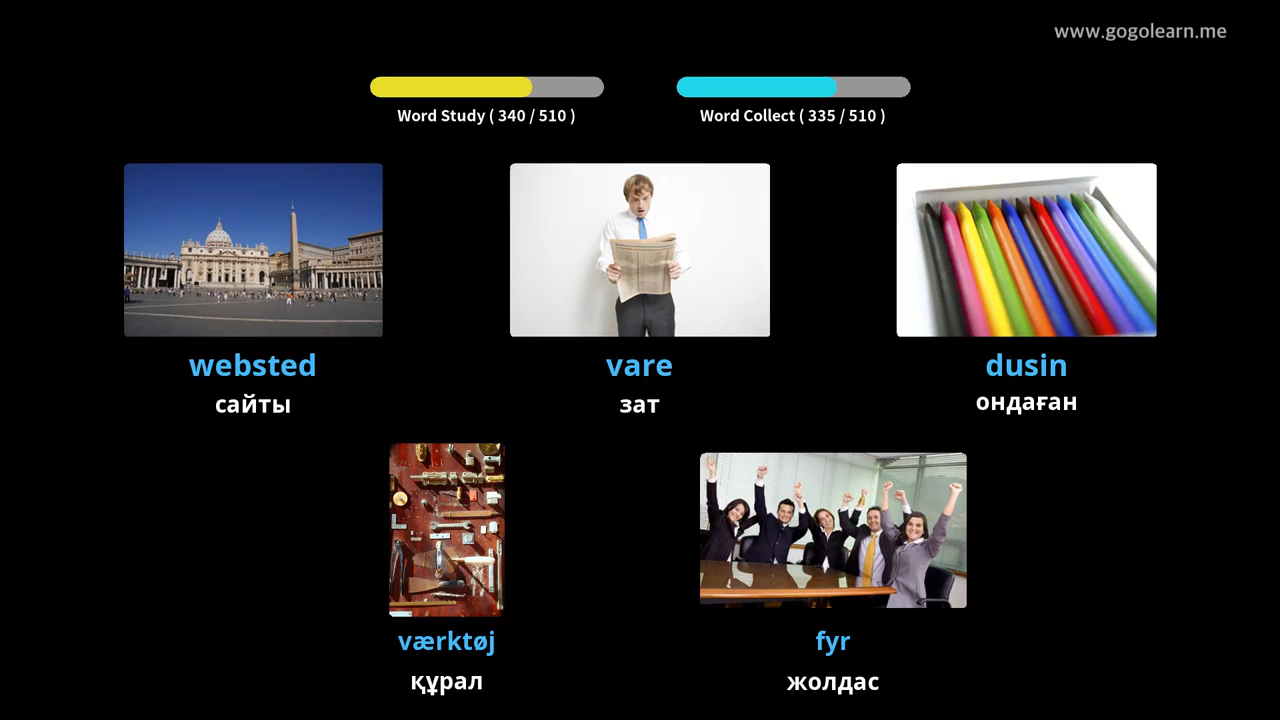 www.gogolearn.me
Word Study ( 340 / 510 )
Word Collect ( 335 / 510 )
websted
vare
dusin
сайты
зат
ондаған
værktøj
fyr
құрал
жолдас